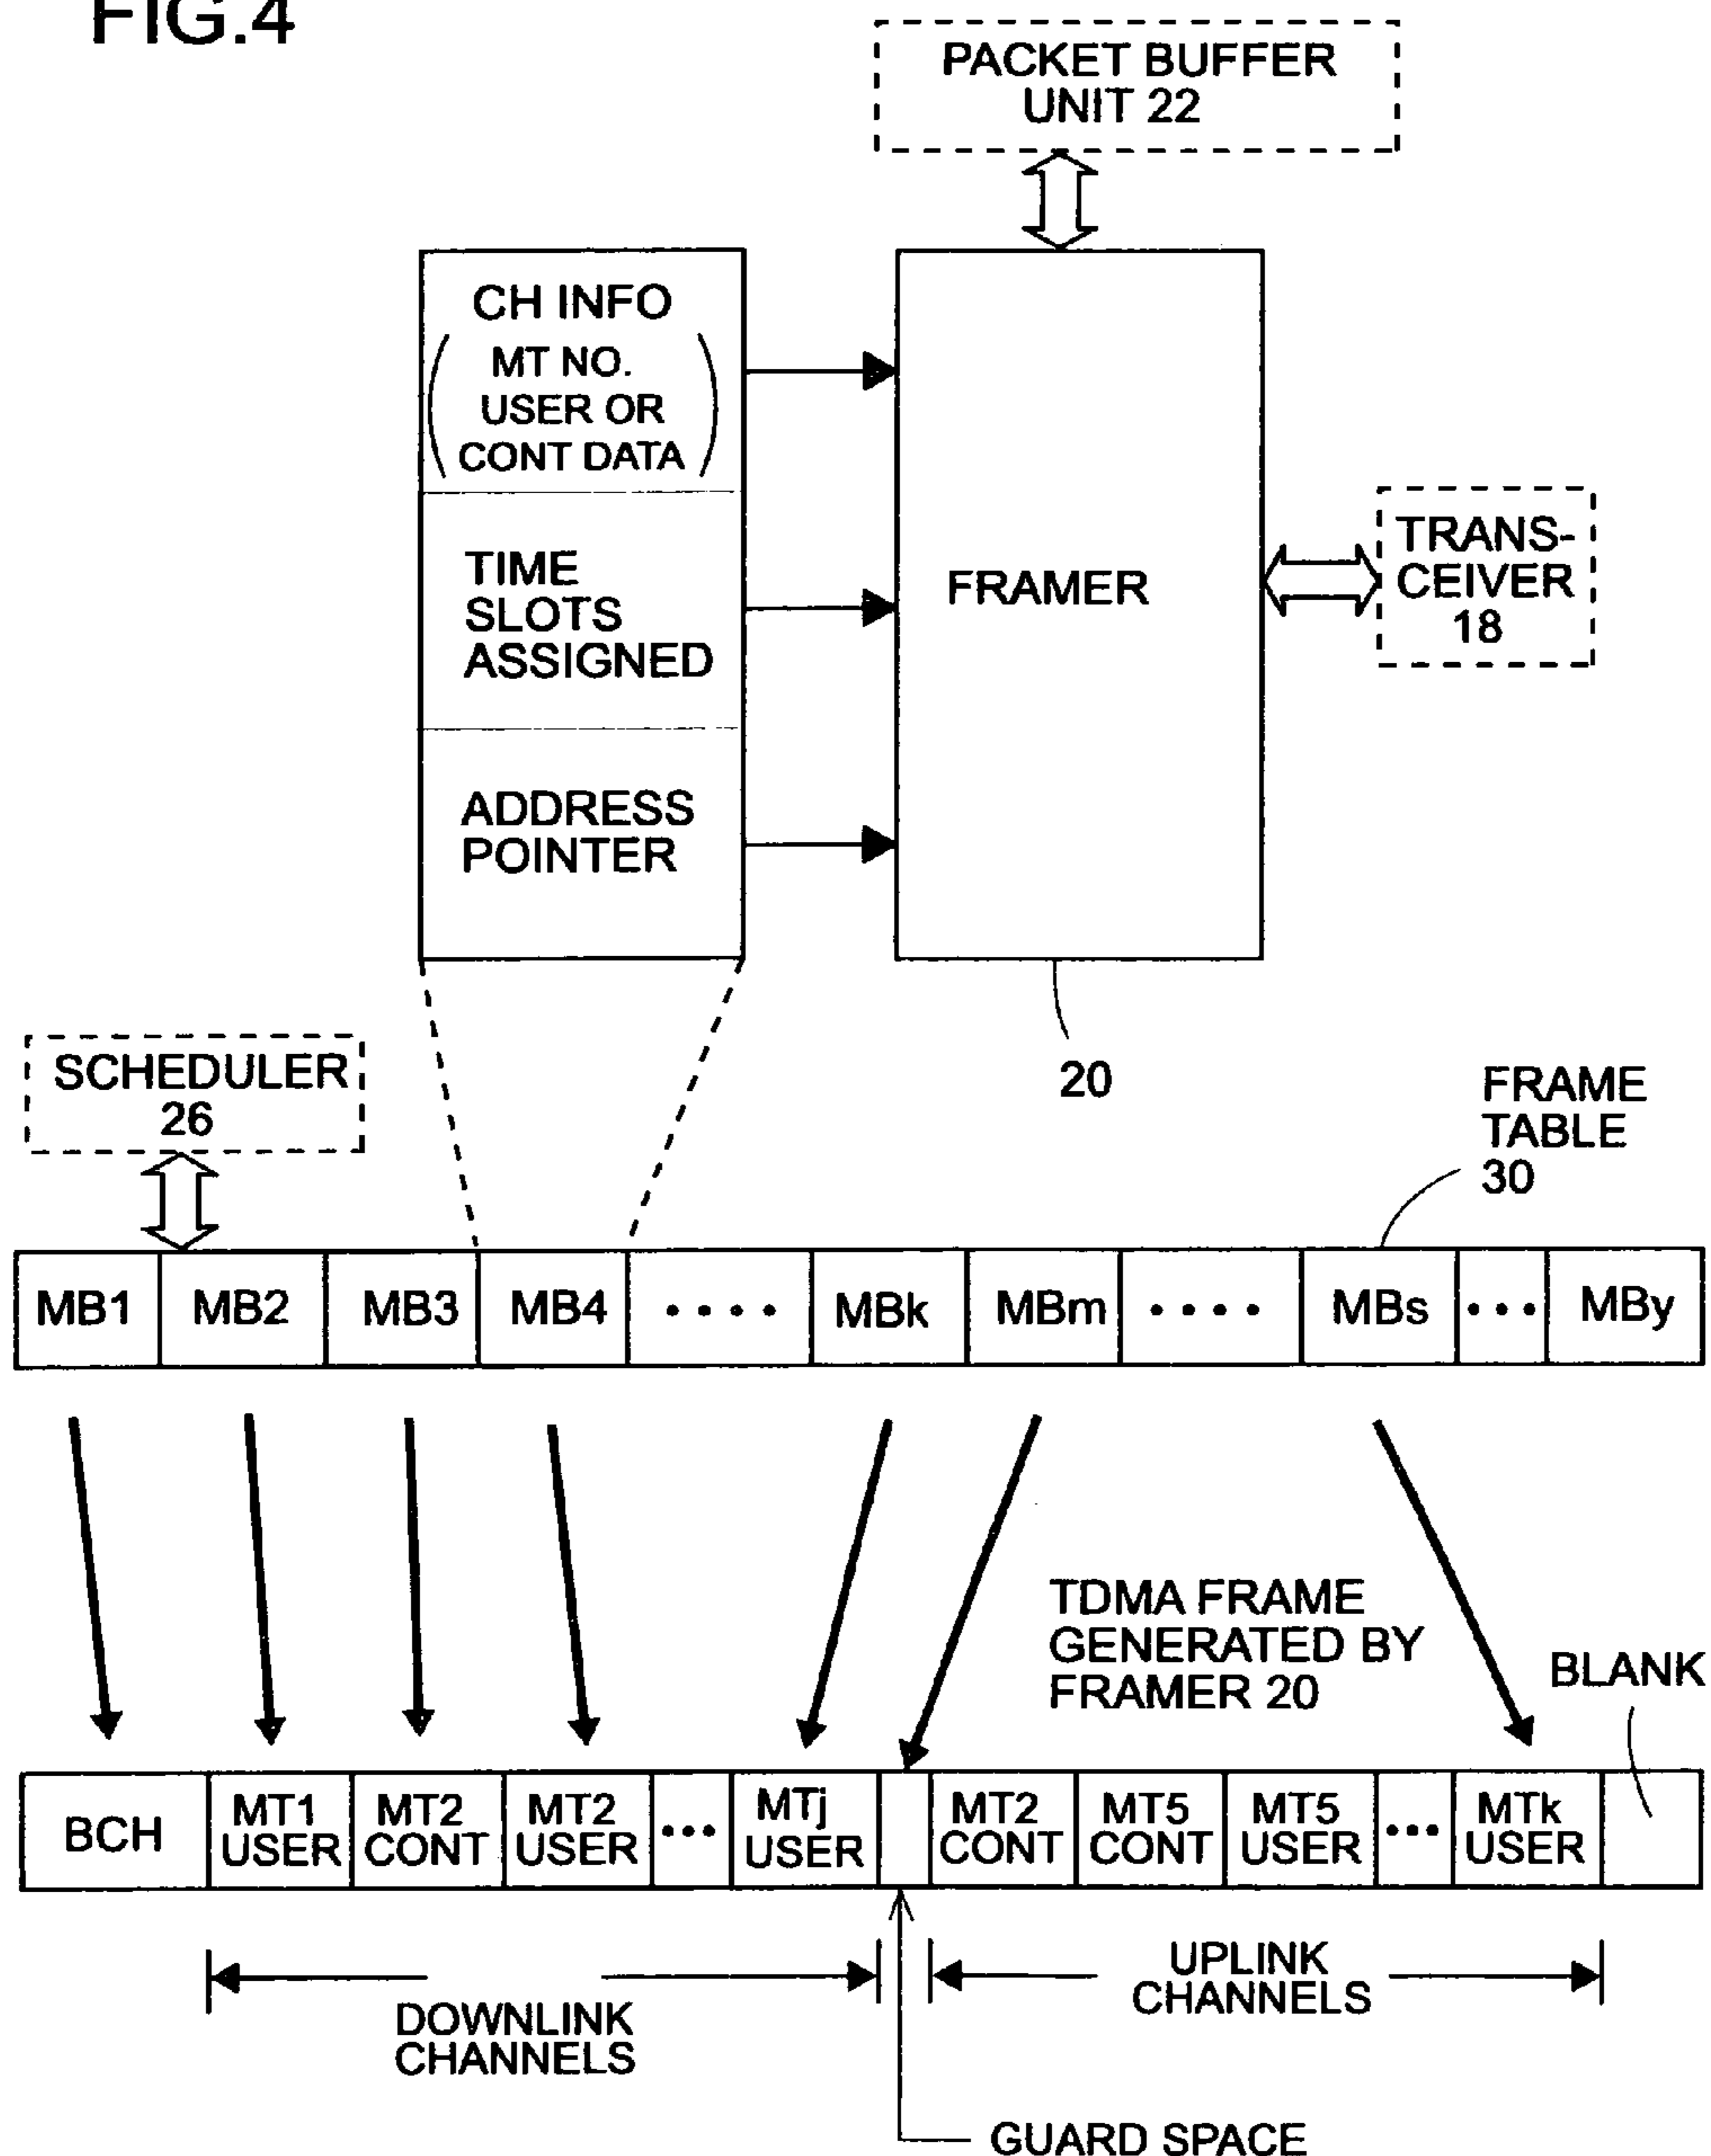 FIG.4
PACKET BUFFER
UNIT 22
CH INFO
MT NO.
USER OR
CONT DATA
TIME
SLOTS
ASSIGNED
ADDRESS
POINTER
FRAMER
TRANS-
CEIVER
18
20
SCHEDULER
26
FRAME
TABLE
30
MB1 MB2 MB3 MB4 •••• MBk MBm •••• MBs ••• MBy
TDMA FRAME
GENERATED BY
FRAMER 20
BLANK
BCH
MT1
USER
MT2
CONT
MT2
USER
•••
MTj
USER
MT2
CONT
MT5
CONT
MT5
USER
•••
MTk
USER
DOWNLINK
CHANNELS
UPLINK
CHANNELS
GUARD SPACE